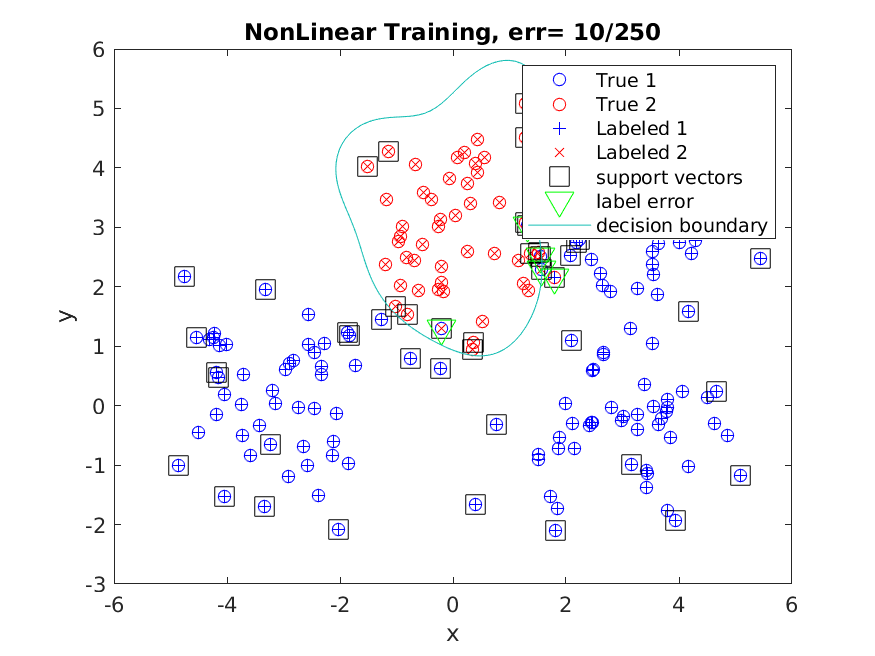 NonLinear Training, err= 10/250
True 1
True 2
Labeled 1
Labeled 2
support vectors
label error
decision boundary
6
5
4
3
2
1
0
-1
-2
-3
y
-6
-4
-2
0
2
4
6
x